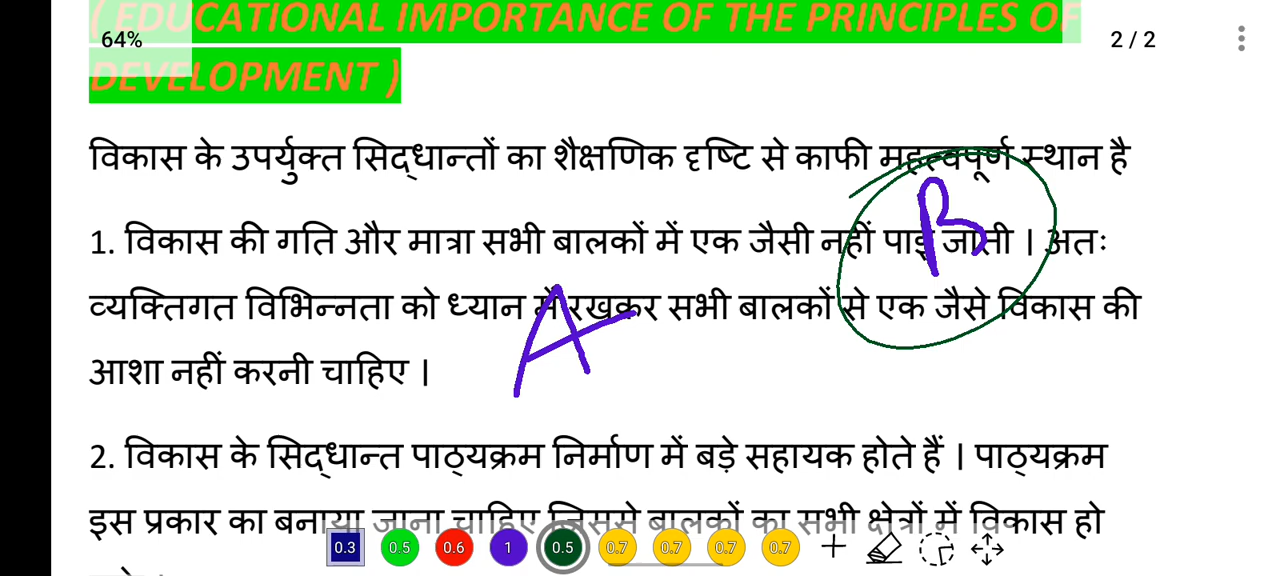 ( EDUCATIONAL IMPORTANCE OF THE PRINCIPLES OF
64%
2 / 2
DEVELOPMENT )
विकास के उपर्युक्त सिद्धान्तों का शैक्षणिक दृष्टि से काफी महत्त्वपूर्ण स्थान है
B
1. विकास की गति और मात्रा सभी बालकों में एक जैसी नहीं पाइ जाती । अतः
व्यक्तिगत विभिन्नता को ध्यान में रखकर सभी बालकों से एक जैसे विकास की
A
आशा नहीं करनी चाहिए ।
2. विकास के सिद्धान्त पाठ्यक्रम निर्माण में बड़े सहायक होते हैं । पाठ्यक्रम
इस प्रकार का बनाया जाना चाहिए जिससे बालकों का सभी क्षेत्रों में विकास हो
0.3 0.5 0.6 1 0.5 0.7 0.7 0.7 0.7